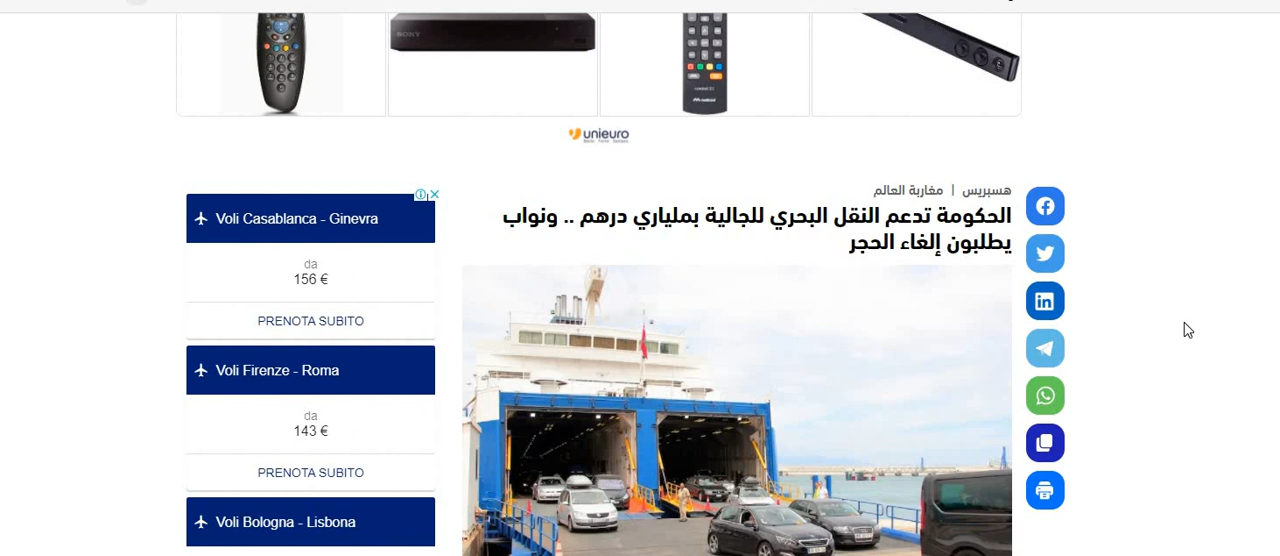 SONY
unieuro
هسبريس | مغاربة العالم
الحكومة تدعم النقل البحري للجالية بملياري درهم .. ونواب
يطلبون إلغاء الحجر
Voli Casablanca - Ginevra
da
156 €
PRENOTA SUBITO
Voli Firenze - Roma
da
143 €
PRENOTA SUBITO
Voli Bologna - Lisbona